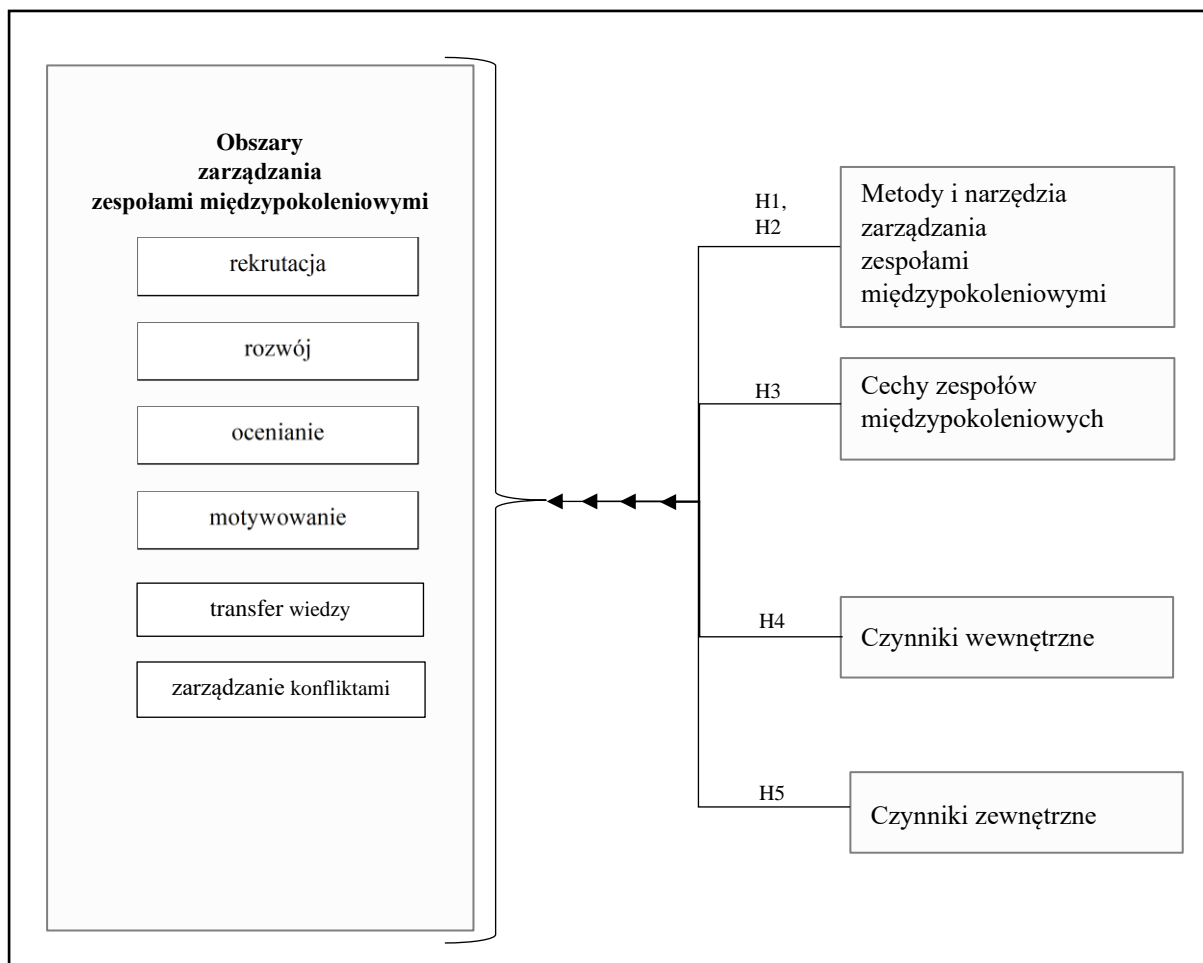 Obszary
zarządzania
zespołami międzypokoleniowymi
rekrutacja
rozwój
ocenianie
motywowanie
transfer wiedzy
zarządzanie konfliktami
H1,
H2
Metody i narzędzia
zarządzania
zespołami
międzypokoleniowymi
H3
Cechy zespołów
międzypokoleniowych
H4
Czynniki wewnętrzne
H5
Czynniki zewnętrzne